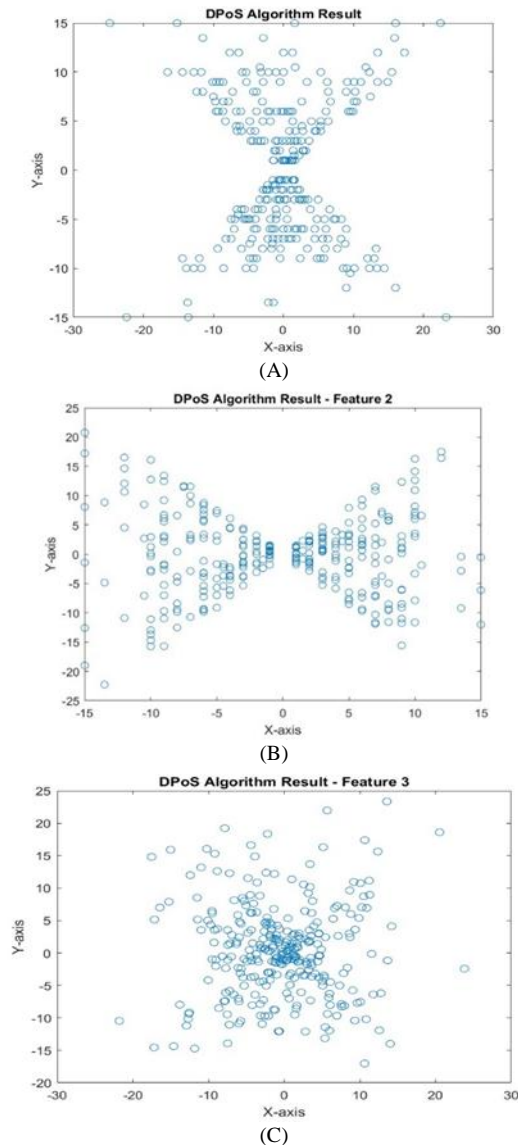 DPoS Algorithm Result
15
10
5
0
-5
-10
-15
Y-axis
-30 -20 -10 0 10 20 30
X-axis
(A)
DPoS Algorithm Result - Feature 2
25
20
15
10
5
0
-5
-10
-15
-20
-25
Y-axis
-15 -10 -5 0 5 10 15
X-axis
(B)
DPoS Algorithm Result - Feature 3
25
20
15
10
5
0
-5
-10
-15
-20
Y-axis
-30 -20 -10 0 10 20 30
X-axis
(C)